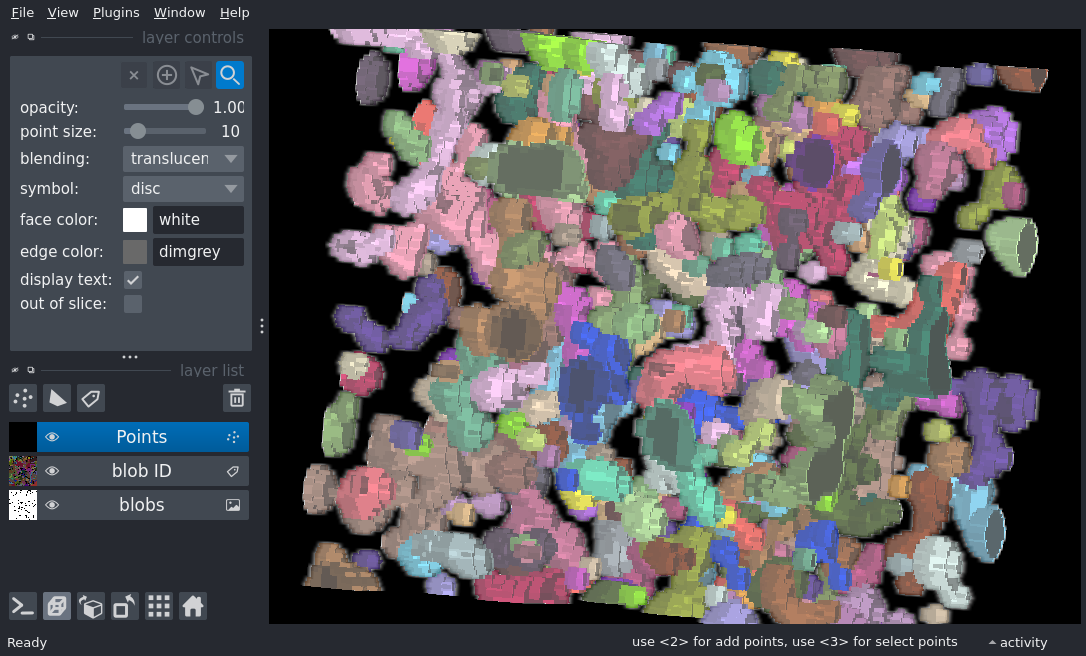 File View Plugins Window Help
layer controls
opacity: 1.00
point size: 10
blending: translucen
symbol: disc
face color: white
edge color: dimgrey
display text:
out of slice:
layer list
Points
blob ID
blobs
Ready
use <2> for add points, use <3> for select points
activity